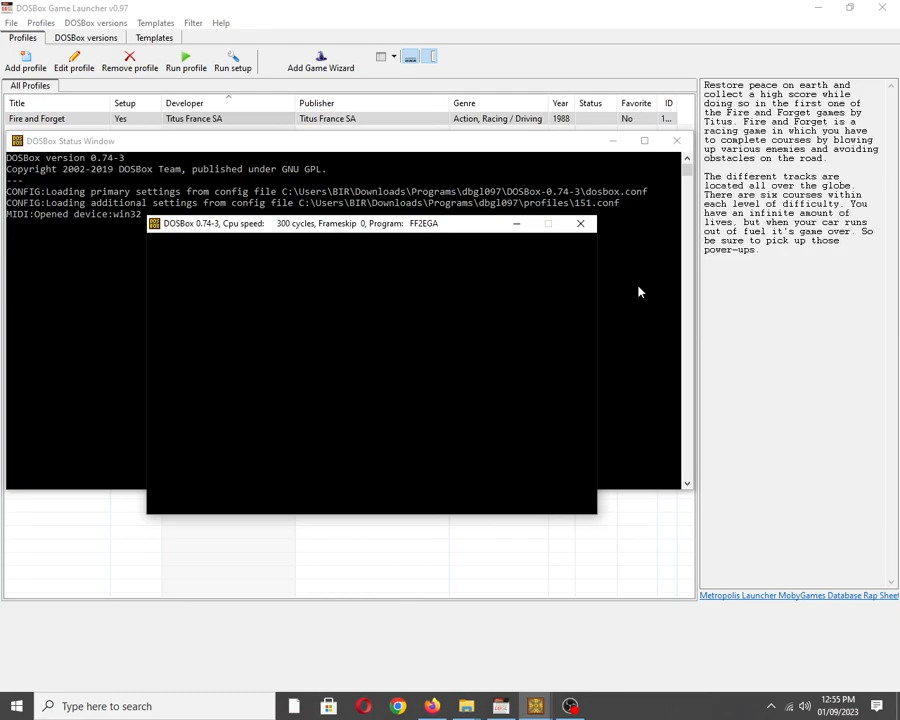 DOSBox Game Launcher v0.97
File Profiles DOSBox versions Templates Filter Help
Profiles DOSBox versions Templates
Add profile Edit profile Remove profile Run profile Run setup Add Game Wizard
All Profiles
Title Setup Developer Publisher Genre Year Status Favorite ID
Fire and Forget Yes Titus France SA Titus France SA Action, Racing / Driving 1988 No 1...
DOSBox Status Window
DOSBox version 0.74-3
Copyright 2002-2019 DOSBox Team, published under GNU GPL.
---
CONFIG:Loading primary settings from config file C:\Users\BIR\Downloads\Programs\dbgl097\DOSBox-0.74-3\dosbox.conf
CONFIG:Loading additional settings from config file C:\Users\BIR\Downloads\Programs\dbgl097\profiles\151.conf
MIDI:Opened device:win32
DOSBox 0.74-3, Cpu speed: 300 cycles, Frameskip 0, Program: FF2EGA
Restore peace on earth and
collect a high score while
doing so in the first one of
the Fire and Forget games by
Titus. Fire and Forget is a
racing game in which you have
to complete courses by blowing
up various enemies and avoiding
obstacles on the road.
The different tracks are
located all over the globe.
There are six courses within
each level of difficulty. You
have an infinite amount of
lives, but when your car runs
out of fuel it's game over. So
be sure to pick up those
power-ups.
Metropolis Launcher MobyGames Database Rap Sheet
Type here to search
12:55 PM
01/09/2023